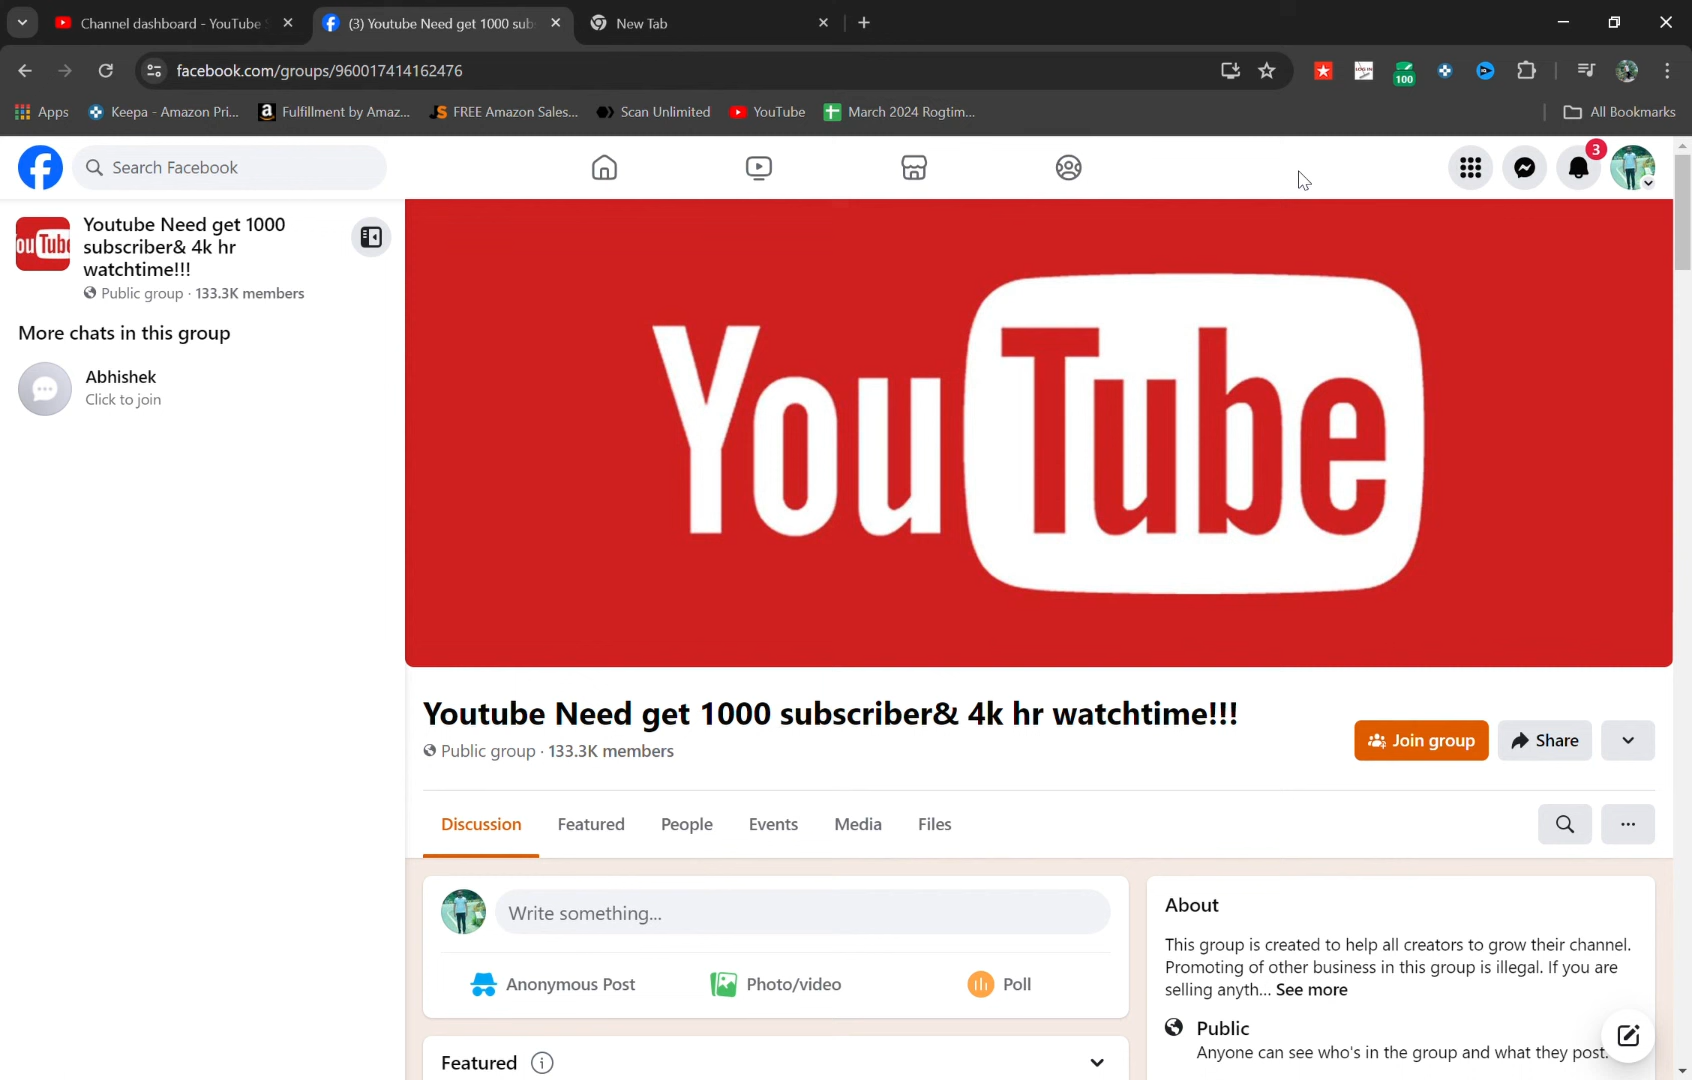 Channel dashboard - YouTube S
(3) Youtube Need get 1000 sub
New Tab
facebook.com/groups/960017414162476
100
Apps
Keepa - Amazon Pri...
Fulfillment by Amaz...
FREE Amazon Sales...
Scan Unlimited
YouTube
March 2024 Rogtim...
All Bookmarks
Search Facebook
3
ouTube
Youtube Need get 1000
subscriber& 4k hr
watchtime!!!
Public group · 133.3K members
More chats in this group
Abhishek
Click to join
YouTube
Youtube Need get 1000 subscriber& 4k hr watchtime!!!
Public group · 133.3K members
Join group
Share
Discussion
Featured
People
Events
Media
Files
Write something...
Anonymous Post
Photo/video
Poll
Featured
About
This group is created to help all creators to grow their channel.
Promoting of other business in this group is illegal. If you are
selling anyth... See more
Public
Anyone can see who's in the group and what they post.